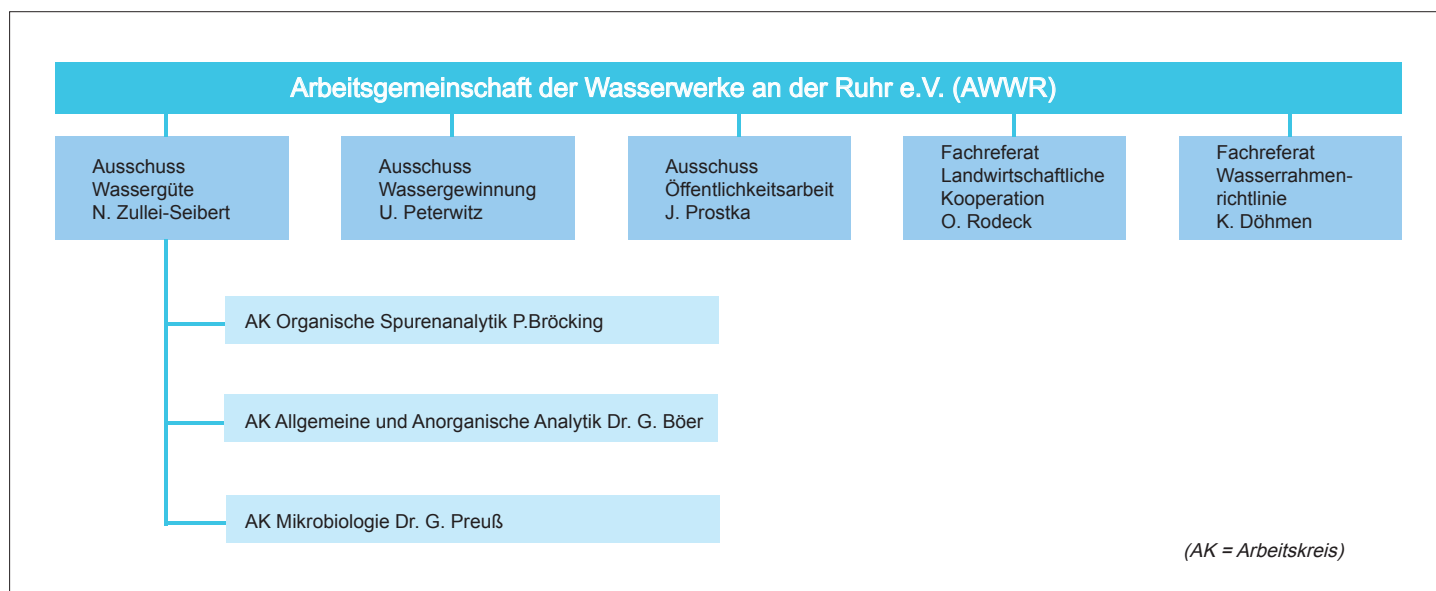 Arbeitsgemeinschaft der Wasserwerke an der Ruhr e.V. (AWWR)
Ausschuss
Wassergüte
N. Zullei-Seibert
Ausschuss
Wassergewinnung
U. Peterwitz
Ausschuss
Öffentlichkeitsarbeit
J. Prostka
Fachreferat
Landwirtschaftliche
Kooperation
O. Rodeck
Fachreferat
Wasserrahmen-
richtlinie
K. Döhmen
AK Organische Spurenanalytik P.Bröcking
AK Allgemeine und Anorganische Analytik Dr. G. Böer
AK Mikrobiologie Dr. G. Preuß
(AK = Arbeitskreis)